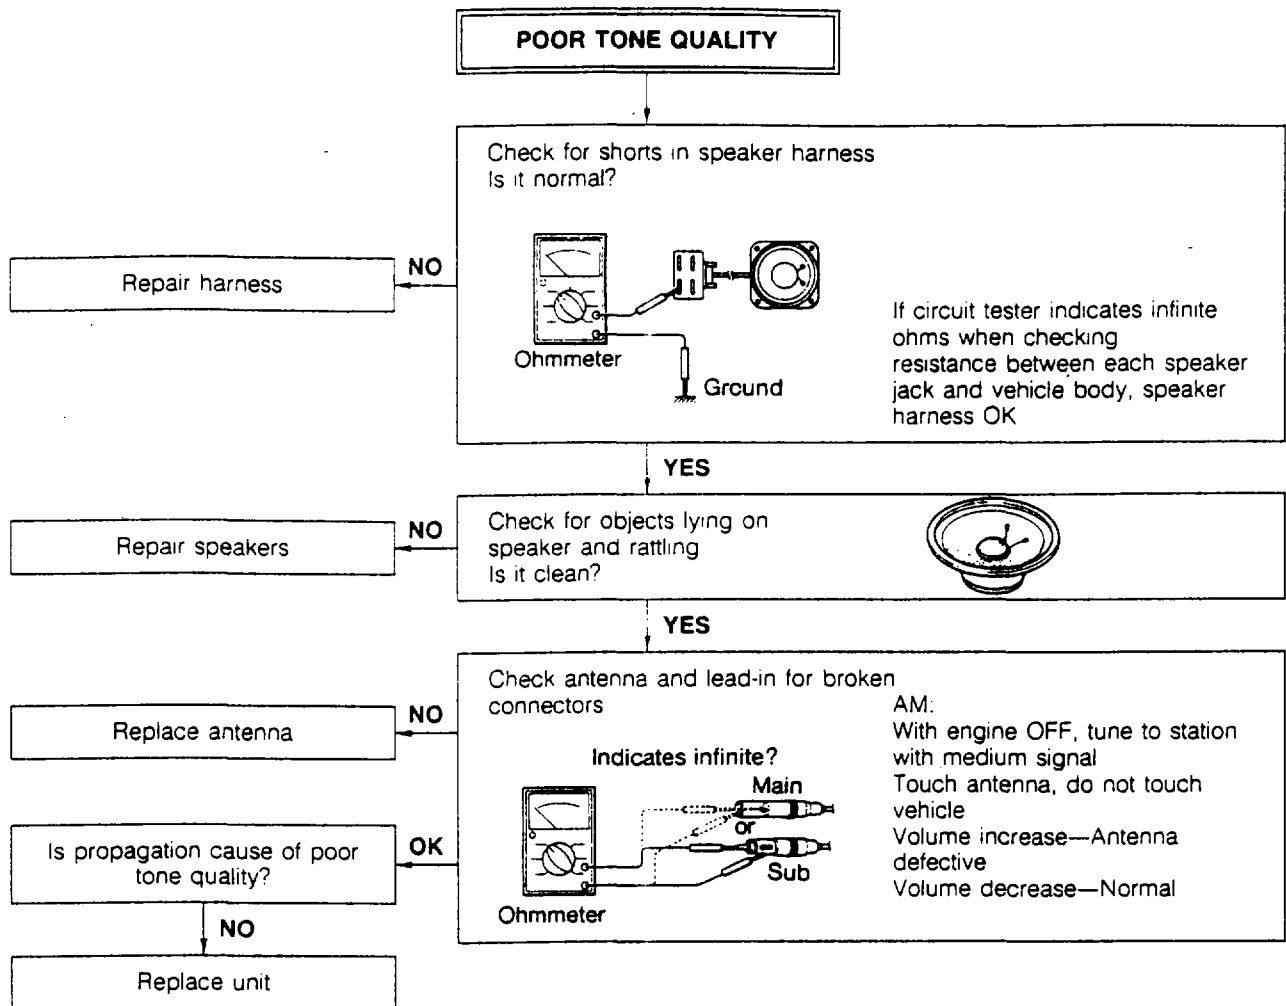 POOR TONE QUALITY
Check for shorts in speaker harness
Is it normal?
NO
Repair harness
Ohmmeter
Ground
If circuit tester indicates infinite
ohms when checking
resistance between each speaker
jack and vehicle body, speaker
harness OK
YES
Check for objects lying on
speaker and rattling
Is it clean?
NO
Repair speakers
YES
Check antenna and lead-in for broken
connectors
NO
Replace antenna
Indicates infinite?
Main
or
Sub
Ohmmeter
AM:
With engine OFF, tune to station
with medium signal
Touch antenna, do not touch
vehicle
Volume increase—Antenna
defective
Volume decrease—Normal
OK
Is propagation cause of poor
tone quality?
NO
Replace unit